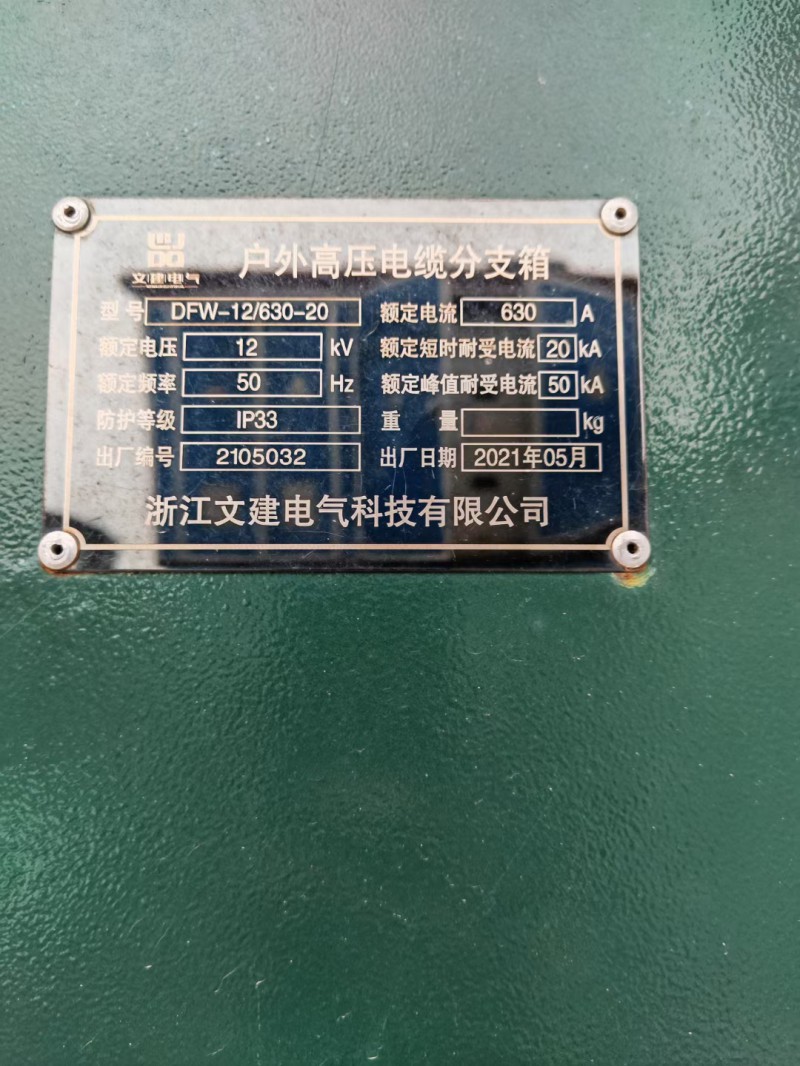 文建电气
户外高压电缆分支箱
型号 DFW-12/630-20 额定电流 630 A
额定电压 12 kV 额定短时耐受电流 20 kA
额定频率 50 Hz 额定峰值耐受电流 50 kA
防护等级 IP33 重量 kg
出厂编号 2105032 出厂日期 2021年05月
浙江文建电气科技有限公司